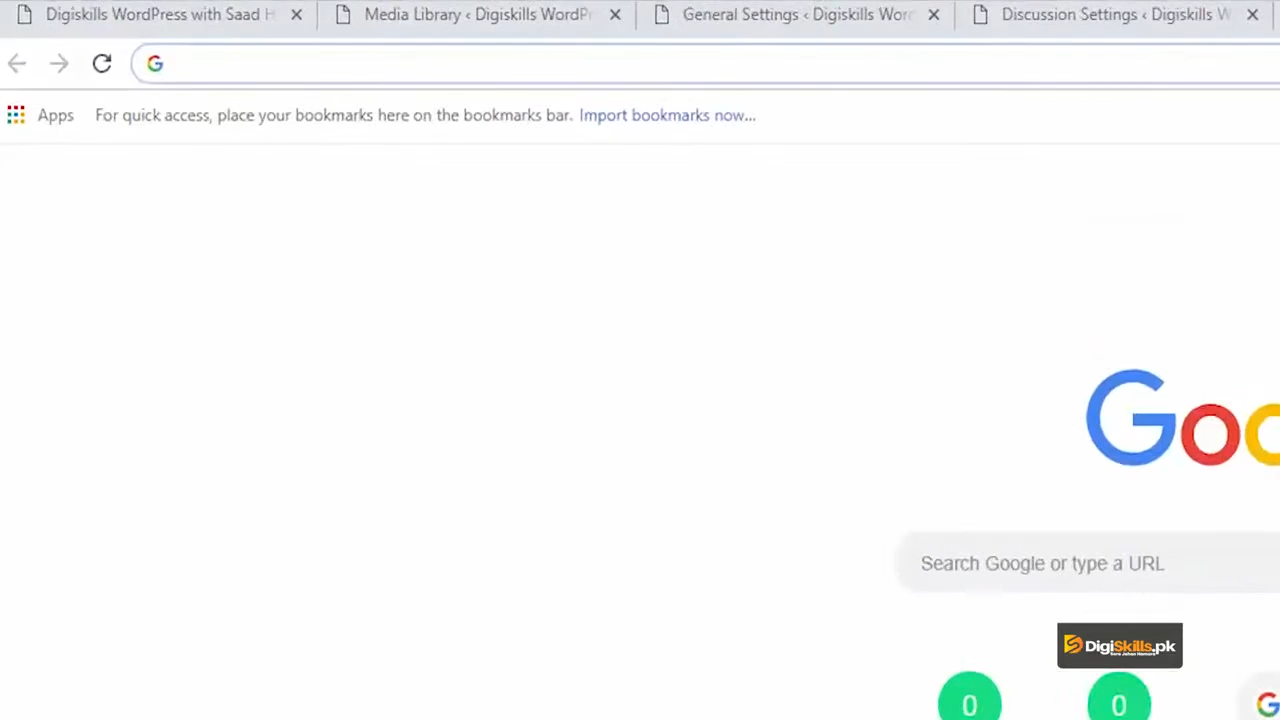 Digiskills WordPress with Saad H
Media Library ‹ Digiskills WordPr
General Settings ‹ Digiskills Wor
Discussion Settings ‹ Digiskills W
Apps
For quick access, place your bookmarks here on the bookmarks bar. Import bookmarks now...
Goo
Search Google or type a URL
DigiSkills.pk
0
0